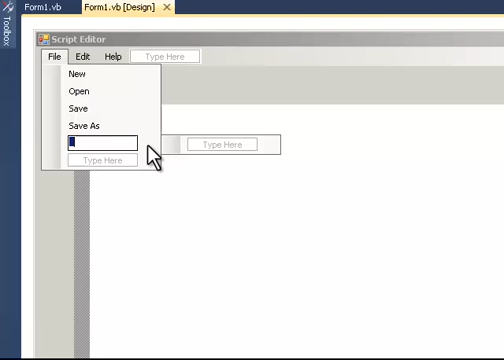 Form1.vb Form1.vb [Design]
Toolbox
Script Editor
File Edit Help Type Here
New
Open
Save
Save As
Type Here
Type Here